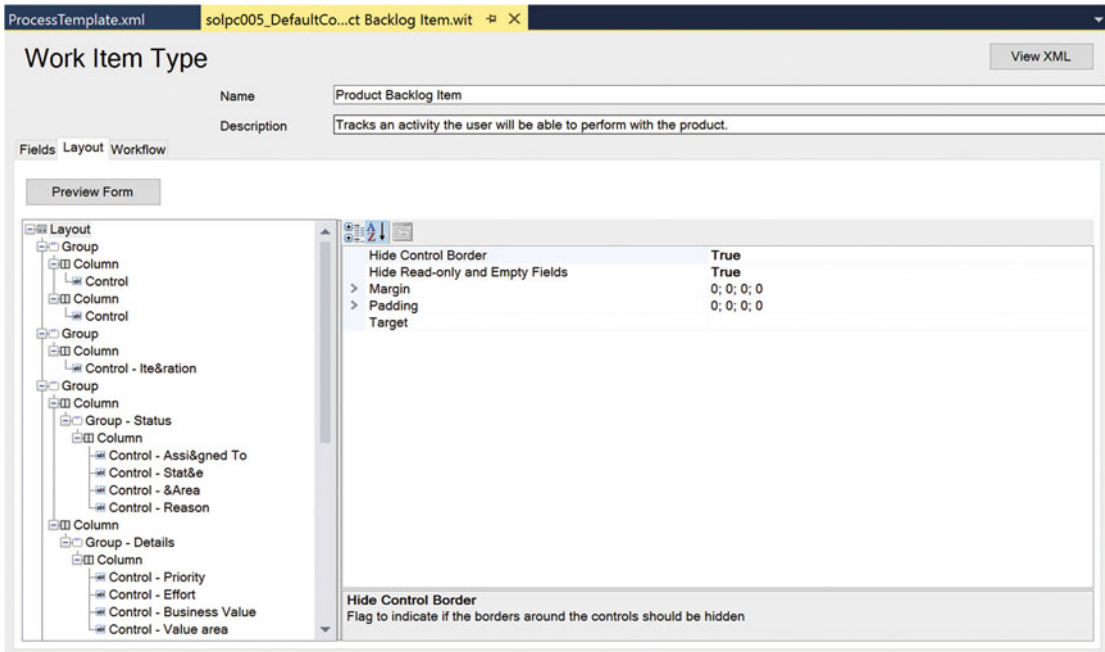 ProcessTemplate.xml solpc005_DefaultCo...ct Backlog Item.wit
Work Item Type
View XML
Name Product Backlog Item
Description Tracks an activity the user will be able to perform with the product.
Fields Layout Workflow
Preview Form
Layout
Group
Column
Control
Column
Control
Group
Column
Control - Ite&ration
Group
Column
Group - Status
Column
Control - Assi&gned To
Control - Stat&e
Control - &Area
Control - Reason
Column
Group - Details
Column
Control - Priority
Control - Effort
Control - Business Value
Control - Value area
Hide Control Border True
Hide Read-only and Empty Fields True
Margin 0; 0; 0; 0
Padding 0; 0; 0; 0
Target
Hide Control Border
Flag to indicate if the borders around the controls should be hidden